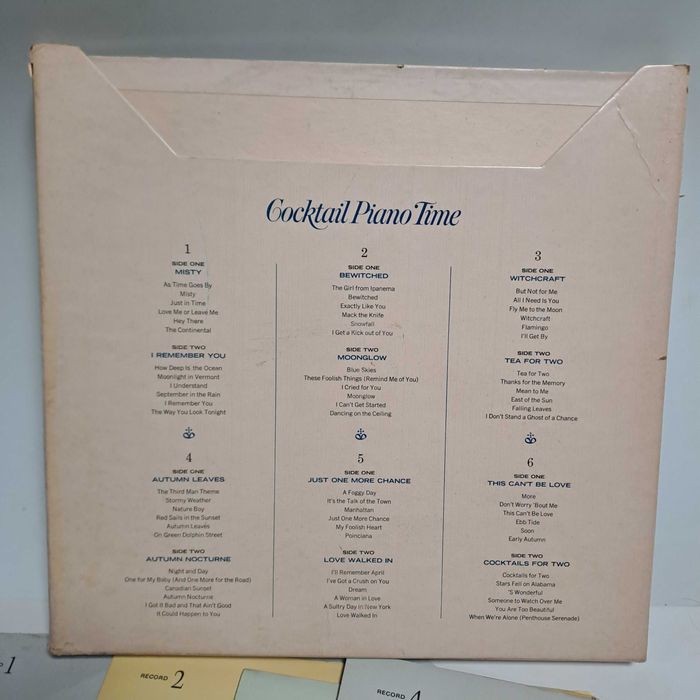 Cocktail Piano Time
1
SIDE ONE
MISTY
As Time Goes By
Misty
Just in Time
Love Me or Leave Me
Hey There
The Continental
SIDE TWO
I REMEMBER YOU
How Deep Is the Ocean
Moonlight in Vermont
I Understand
September in the Rain
I Remember You
The Way You Look Tonight
2
SIDE ONE
BEWITCHED
The Girl from Ipanema
Bewitched
Exactly Like You
Mack the Knife
Snowfall
I Get a Kick out of You
SIDE TWO
MOONGLOW
Blue Skies
These Foolish Things (Remind Me of You)
I Cried for You
Moonglow
I Can't Get Started
Dancing on the Ceiling
3
SIDE ONE
WITCHCRAFT
But Not for Me
All I Need Is You
Fly Me to the Moon
Witchcraft
Flamingo
I'll Get By
SIDE TWO
TEA FOR TWO
Tea for Two
Thanks for the Memory
Mean to Me
East of the Sun
Falling Leaves
I Don't Stand a Ghost of a Chance
4
SIDE ONE
AUTUMN LEAVES
The Third Man Theme
Stormy Weather
Nature Boy
Red Sails in the Sunset
Autumn Leaves
On Green Dolphin Street
SIDE TWO
AUTUMN NOCTURNE
Night and Day
One for My Baby (And One More for the Road)
Canadian Sunset
Autumn Nocturne
I Got It Bad and That Ain't Good
It Could Happen to You
5
SIDE ONE
JUST ONE MORE CHANCE
A Foggy Day
It's the Talk of the Town
Manhattan
Just One More Chance
My Foolish Heart
Poinciana
SIDE TWO
LOVE WALKED IN
I'll Remember April
I've Got a Crush on You
Dream
A Woman in Love
A Sultry Day in New York
Love Walked In
6
SIDE ONE
THIS CAN'T BE LOVE
More
Don't Worry 'Bout Me
This Can't Be Love
Ebb Tide
Soon
Early Autumn
SIDE TWO
COCKTAILS FOR TWO
Cocktails for Two
Stars Fell on Alabama
'S Wonderful
Someone to Watch Over Me
You Are Too Beautiful
When We're Alone (Penthouse Serenade)
1
RECORD 2
RECORD 4